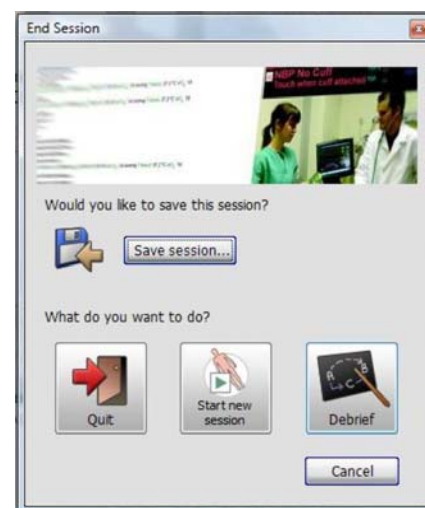 End Session
NBP No Cuff
Touch when cuff attached
Would you like to save this session?
Save session...
What do you want to do?
Quit
Start new
session
A
B
C
Debrief
Cancel